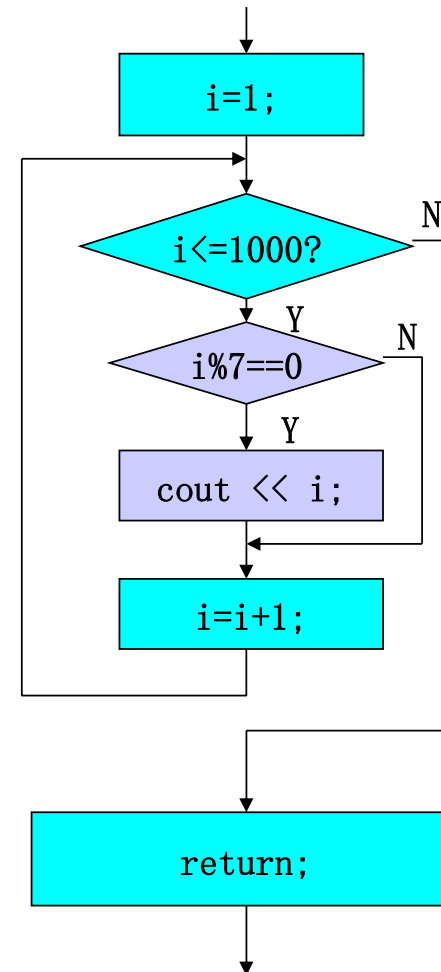 i=1;
N
i<=1000?
Y
N
i%7==0
Y
cout << i;
i=i+1;
return;